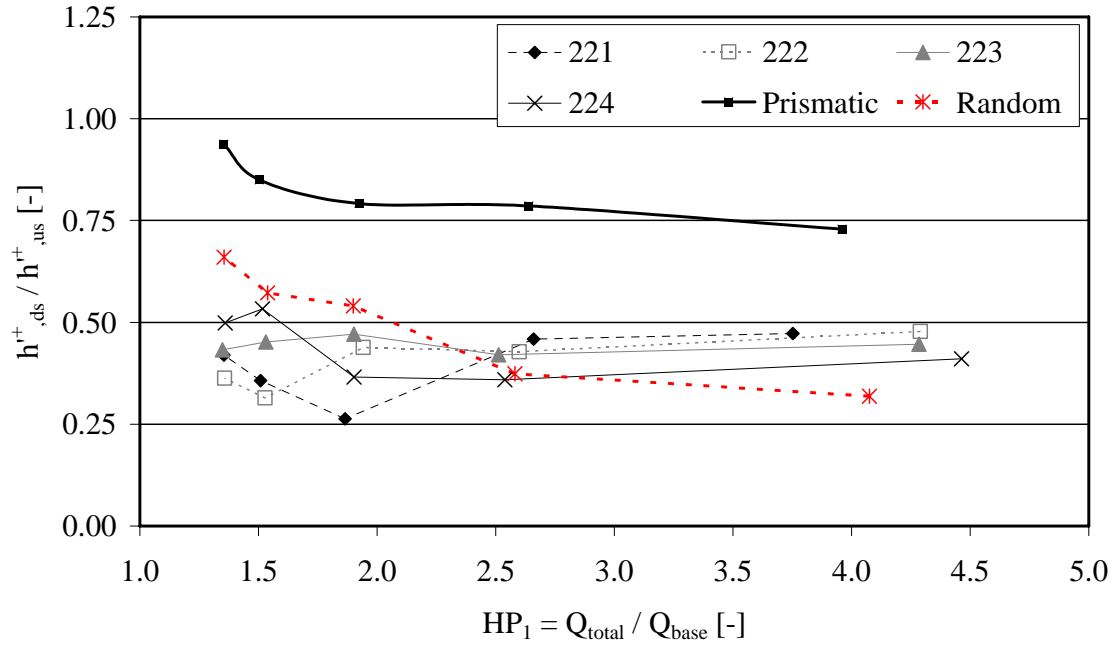 1.25
221
222
223
224
Prismatic
Random
1.00
0.75
0.50
0.25
0.00
h'⁺,ds / h'⁺,us [-]
1.0 1.5 2.0 2.5 3.0 3.5 4.0 4.5 5.0
HP₁ = Q_total / Q_base [-]